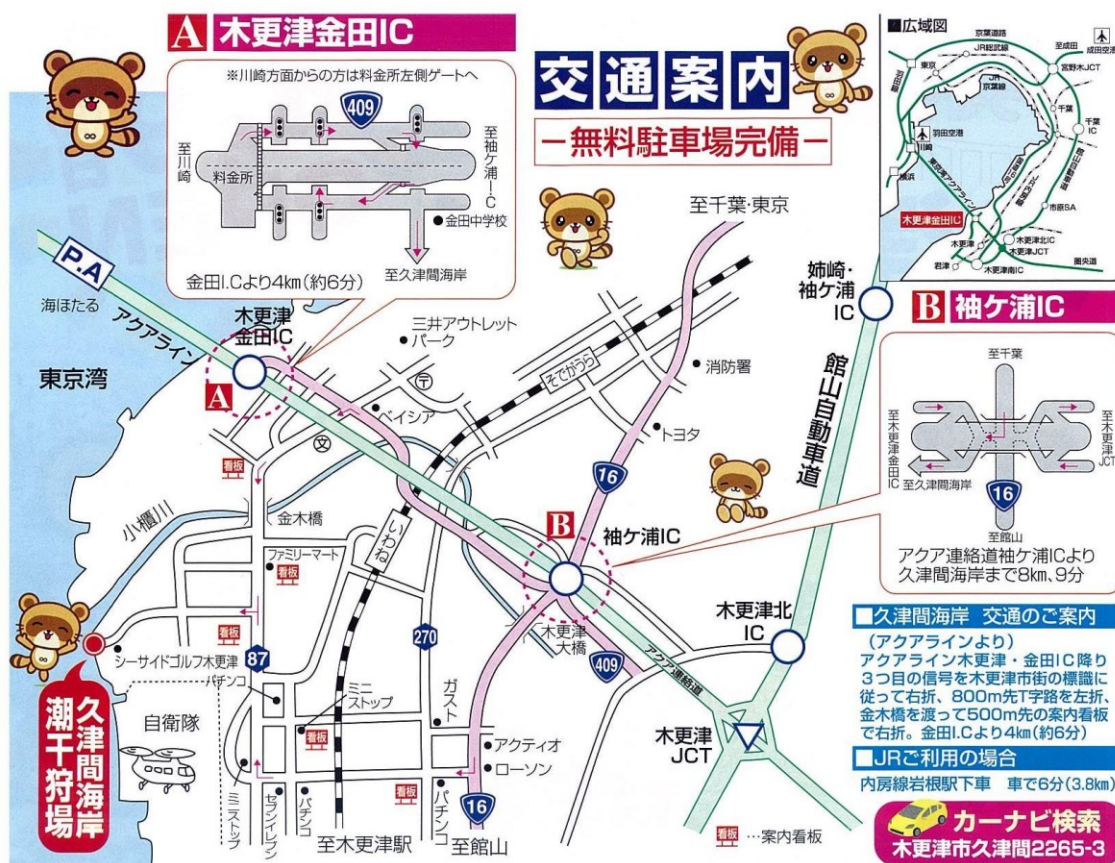 A 木更津金田IC
※川崎方面からの方は料金所左側ゲートへ
409
至川崎
料金所
至袖ケ浦IC
金田中学校
至久津間海岸
金田I.Cより4km(約6分)
交通案内
－無料駐車場完備－
■広域図
京葉道路
JR総武線
至成田
成田空港
東京
宮野木JCT
JR京葉線
千葉
千葉IC
羽田空港
川崎
横浜
東京湾アクアライン
館山自動車道
市原SA
木更津金田IC
木更津
木更津北IC
木更津JCT
君津
木更津南IC
圏央道
P.A
海ほたる
アクアライン
東京湾
木更津金田IC
A
三井アウトレットパーク
〒
ベイシア
文
そでがうら
至千葉・東京
消防署
トヨタ
16
姉崎・袖ケ浦IC
館山自動車道
B 袖ケ浦IC
至千葉
至木更津金田IC
至木更津JCT
至久津間海岸
16
至館山
アクア連絡道袖ケ浦ICより
久津間海岸まで8km、9分
看板
小櫃川
金木橋
いわね
B
袖ケ浦IC
ファミリーマート
看板
看板
シーサイドゴルフ木更津
87
パチンコ
270
木更津大橋
409
アクア連絡道
木更津北IC
木更津JCT
久津間海岸潮干狩場
自衛隊
ミニストップ
看板
ガスト
アクティオ
ローソン
ミニストップ
セブンイレブン
パチンコ
看板
パチンコ
16
至木更津駅
至館山
看板 …案内看板
■久津間海岸 交通のご案内
(アクアラインより)
アクアライン木更津・金田IC降り
3つ目の信号を木更津市街の標識に
従って右折、800m先T字路を左折、
金木橋を渡って500m先の案内看板
で右折。金田I.Cより4km(約6分)
■JRご利用の場合
内房線岩根駅下車 車で6分(3.8km)
カーナビ検索
木更津市久津間2265-3